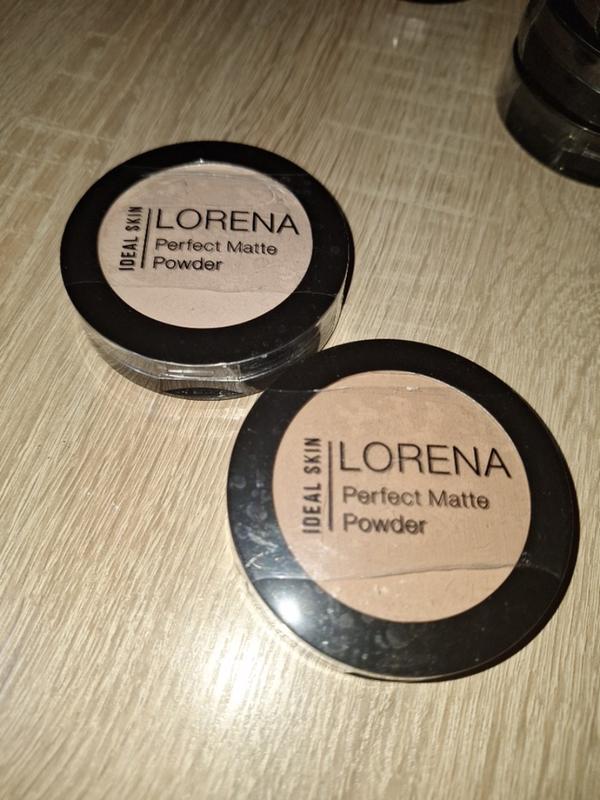 IDEAL SKIN
LORENA
Perfect Matte
Powder
IDEAL SKIN
LORENA
Perfect Matte
Powder